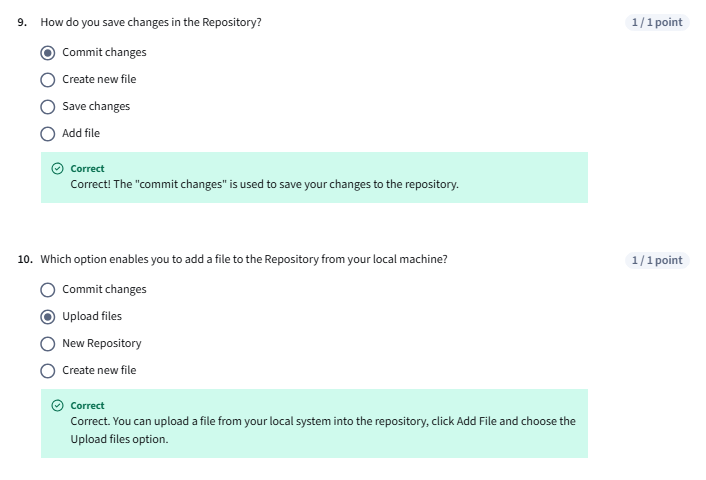 9. How do you save changes in the Repository? 1 / 1 point
Commit changes
Create new file
Save changes
Add file
Correct
Correct! The "commit changes" is used to save your changes to the repository.
10. Which option enables you to add a file to the Repository from your local machine? 1 / 1 point
Commit changes
Upload files
New Repository
Create new file
Correct
Correct. You can upload a file from your local system into the repository, click Add File and choose the
Upload files option.